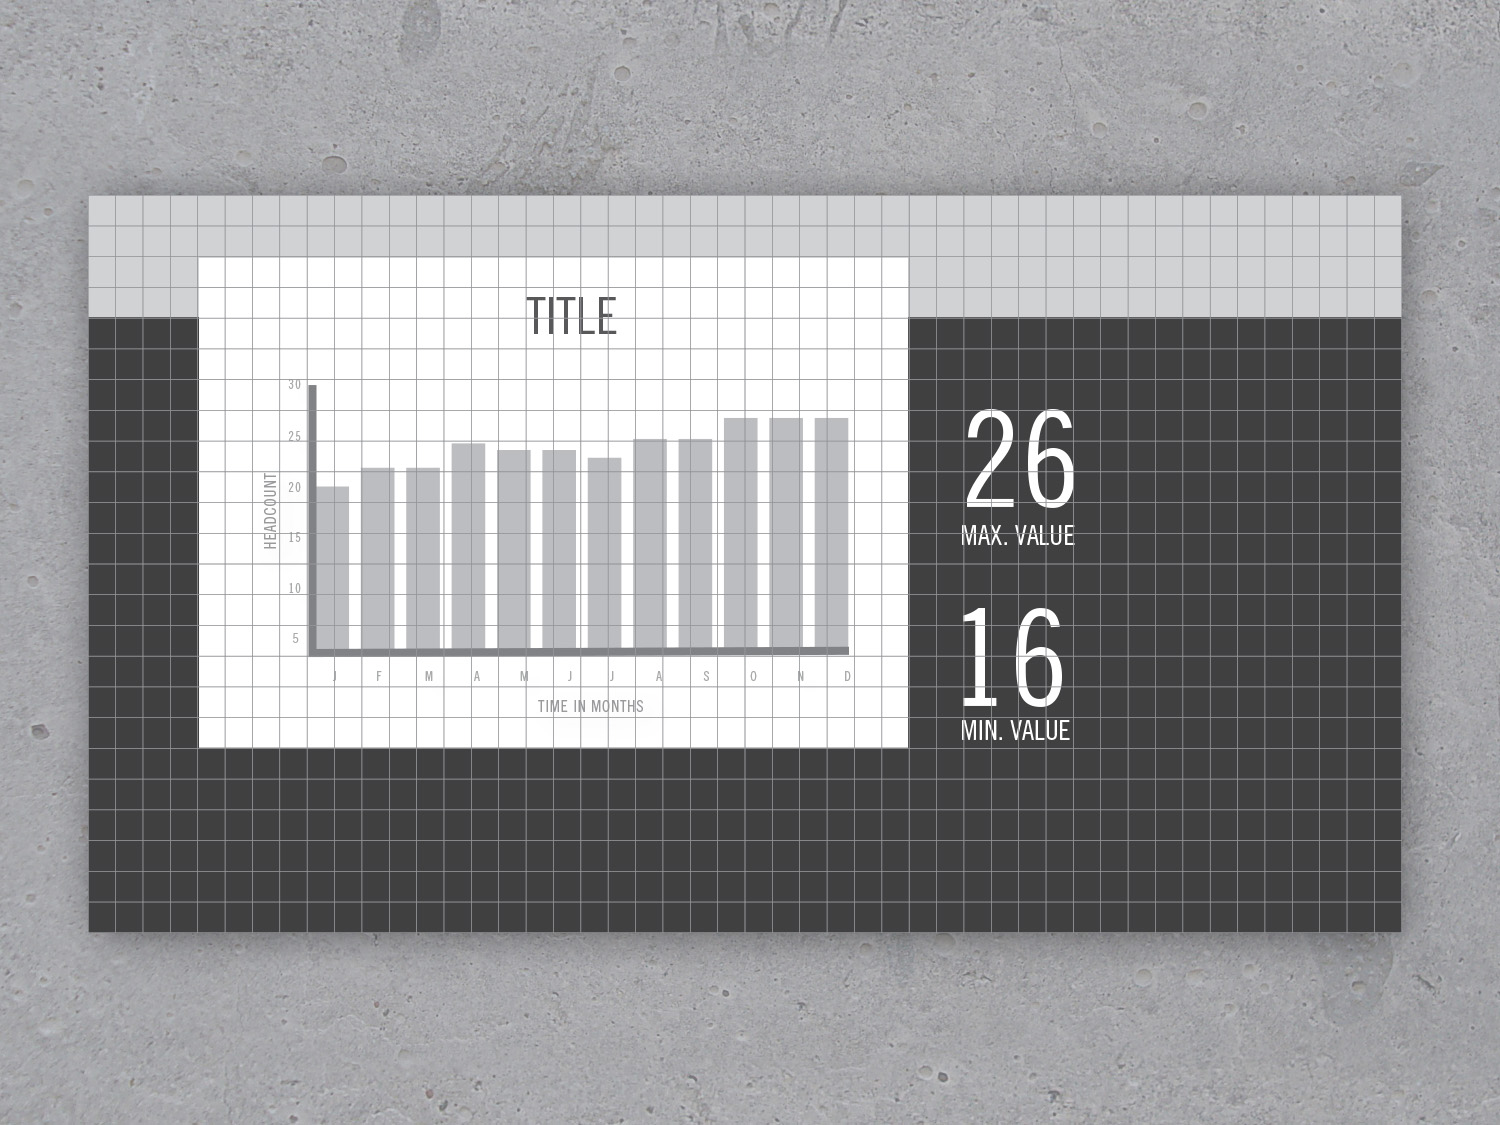 TITLE
30
25
20
15
10
5
HEADCOUNT
J F M A M J J A S O N D
TIME IN MONTHS
26
MAX. VALUE
16
MIN. VALUE